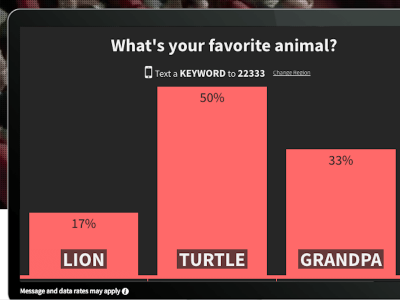 What's your favorite animal?
Text a KEYWORD to 22333 Change Region
50%
33%
17%
LION TURTLE GRANDPA
Message and data rates may apply